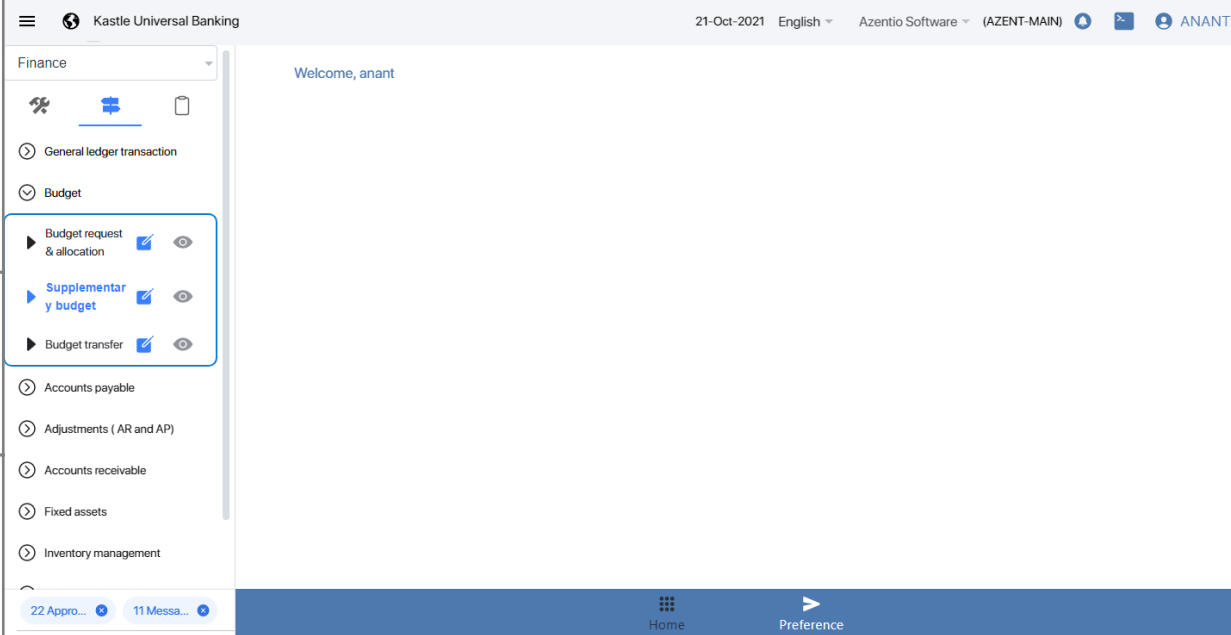 Kastle Universal Banking
21-Oct-2021 English Azentio Software (AZENT-MAIN) ANANT
Finance
Welcome, anant
General ledger transaction
Budget
Budget request
& allocation
Supplementar
y budget
Budget transfer
Accounts payable
Adjustments ( AR and AP)
Accounts receivable
Fixed assets
Inventory management
22 Appro... 11 Messa...
Home Preference